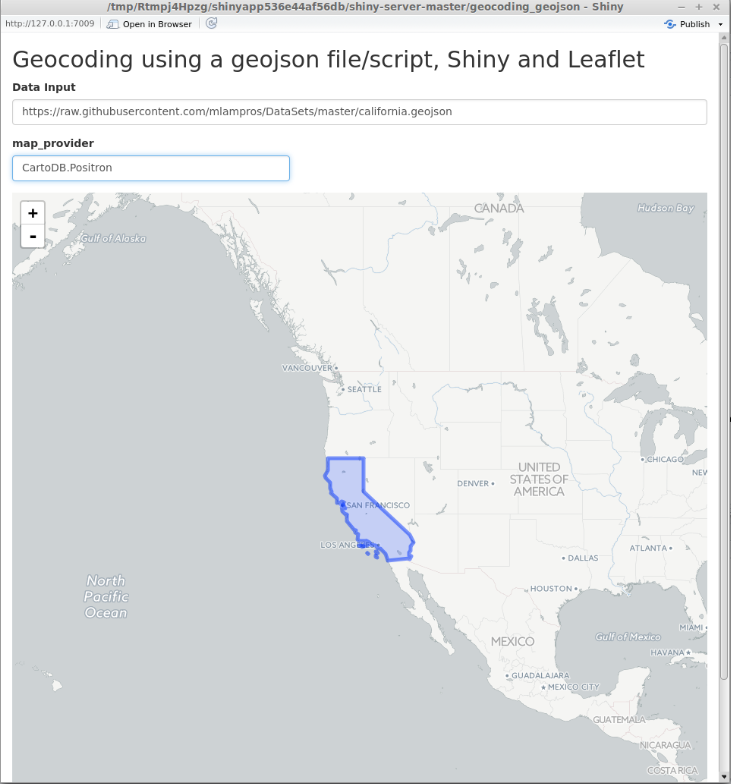 /tmp/Rtmpj4Hpzg/shinyapp536e44af56db/shiny-server-master/geocoding_geojson - Shiny
http://127.0.0.1:7009 Open in Browser Publish
Geocoding using a geojson file/script, Shiny and Leaflet
Data Input
https://raw.githubusercontent.com/mlampros/DataSets/master/california.geojson
map_provider
CartoDB.Positron
+
-
CANADA
Hudson Bay
Gulf of Alaska
VANCOUVER
SEATTLE
CHICAGO
NEW
UNITED
STATES OF
AMERICA
DENVER
SAN FRANCISCO
LOS ANGELES
ATLANTA
DALLAS
North
Pacific
Ocean
HOUSTON
MIAMI
Gulf of Mexico
MEXICO
HAVANA
GUADALAJARA
MEXICO CITY
GUATEMALA
NICARAGUA
COSTA RICA